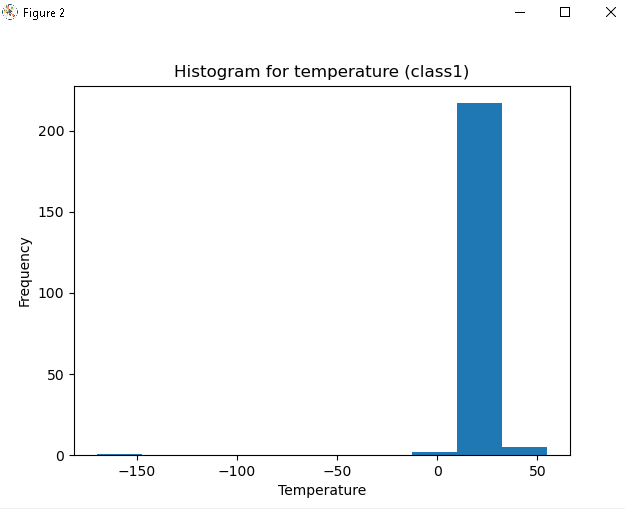 Figure 2
Histogram for temperature (class1)
200
150
100
50
0
Frequency
−150 −100 −50 0 50
Temperature